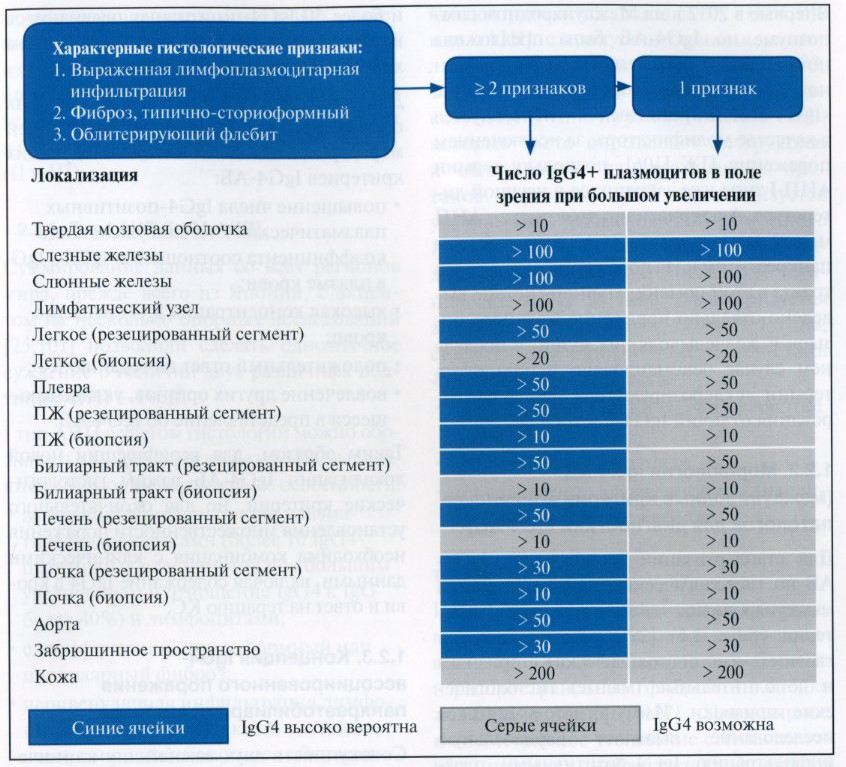 Характерные гистологические признаки:
1. Выраженная лимфоплазмоцитарная
инфильтрация
2. Фиброз, типично-сториоформный
3. Облитерирующий флебит
≥ 2 признаков
1 признак
Локализация
Число IgG4+ плазмоцитов в поле
зрения при большом увеличении
Твердая мозговая оболочка > 10 > 10
Слезные железы > 100 > 100
Слюнные железы > 100 > 100
Лимфатический узел > 100 > 100
Легкое (резецированный сегмент) > 50 > 50
Легкое (биопсия) > 20 > 20
Плевра > 50 > 50
ПЖ (резецированный сегмент) > 50 > 50
ПЖ (биопсия) > 10 > 10
Билиарный тракт (резецированный сегмент) > 50 > 50
Билиарный тракт (биопсия) > 10 > 10
Печень (резецированный сегмент) > 50 > 50
Печень (биопсия) > 10 > 10
Почка (резецированный сегмент) > 30 > 30
Почка (биопсия) > 10 > 10
Аорта > 50 > 50
Забрюшинное пространство > 30 > 30
Кожа > 200 > 200
Синие ячейки IgG4 высоко вероятна Серые ячейки IgG4 возможна